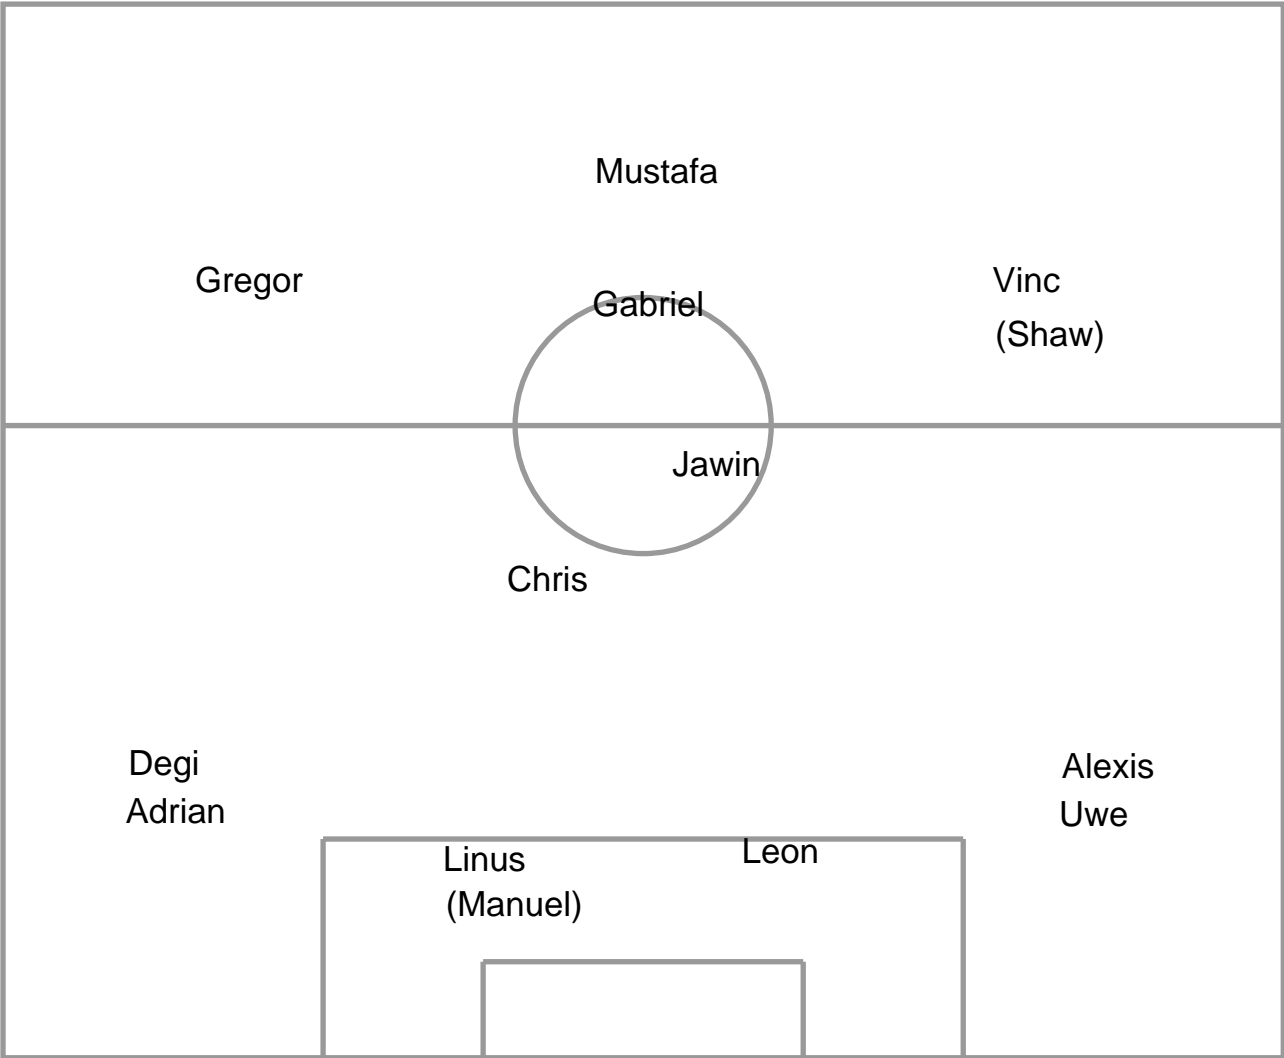 Mustafa
Gregor
Vinc
Gabriel
(Shaw)
Jawin
Chris
Degi
Alexis
Adrian
Uwe
Leon
Linus
(Manuel)